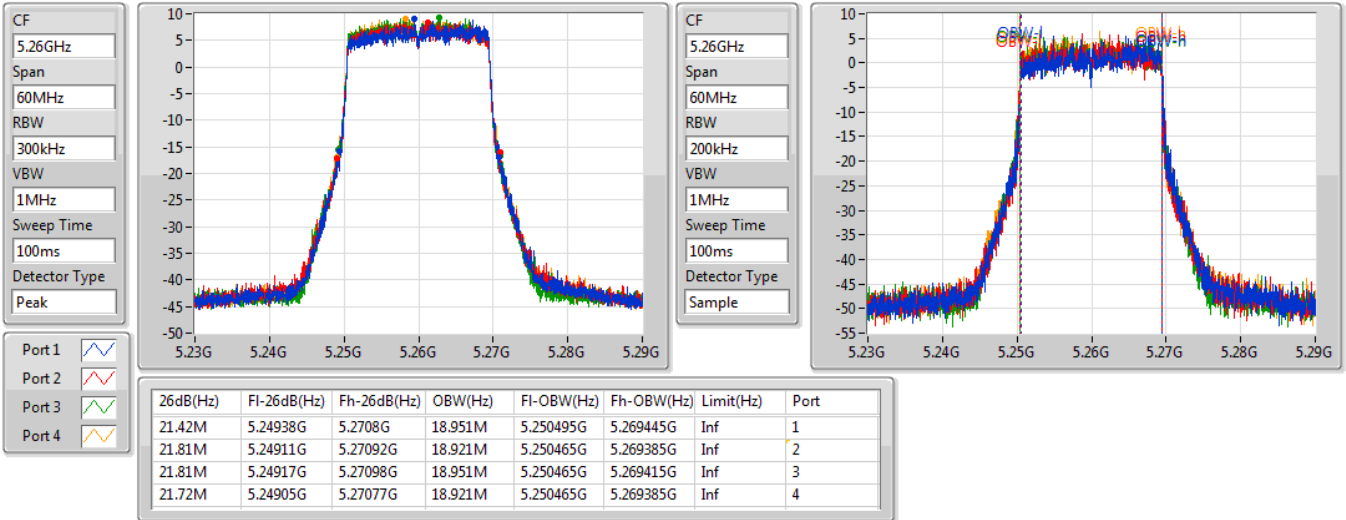 CF
5.26GHz
Span
60MHz
RBW
300kHz
VBW
1MHz
Sweep Time
100ms
Detector Type
Peak
10
5
0
-5
-10
-15
-20
-25
-30
-35
-40
-45
-50
5.23G 5.24G 5.25G 5.26G 5.27G 5.28G 5.29G
CF
5.26GHz
Span
60MHz
RBW
200kHz
VBW
1MHz
Sweep Time
100ms
Detector Type
Sample
10
5
0
-5
-10
-15
-20
-25
-30
-35
-40
-45
-50
-55
OBW-l OBW-h
5.23G 5.24G 5.25G 5.26G 5.27G 5.28G 5.29G
Port 1
Port 2
Port 3
Port 4
26dB(Hz) Fl-26dB(Hz) Fh-26dB(Hz) OBW(Hz) Fl-OBW(Hz) Fh-OBW(Hz) Limit(Hz) Port
21.42M 5.24938G 5.2708G 18.951M 5.250495G 5.269445G Inf 1
21.81M 5.24911G 5.27092G 18.921M 5.250465G 5.269385G Inf 2
21.81M 5.24917G 5.27098G 18.951M 5.250465G 5.269415G Inf 3
21.72M 5.24905G 5.27077G 18.921M 5.250465G 5.269385G Inf 4